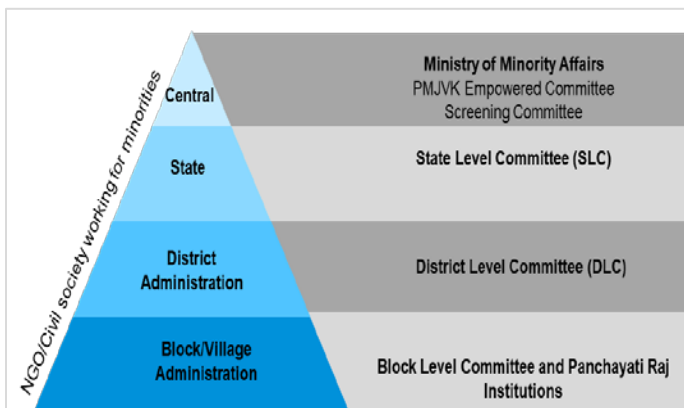 NGO/Civil society working for minorities
Central
Ministry of Minority Affairs
PMJVK Empowered Committee
Screening Committee
State
State Level Committee (SLC)
District
Administration
District Level Committee (DLC)
Block/Village
Administration
Block Level Committee and Panchayati Raj
Institutions